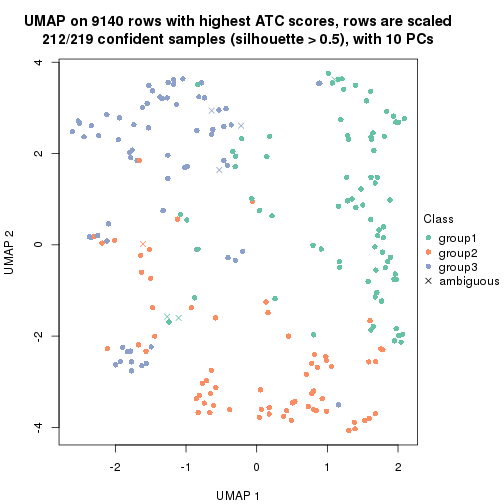 UMAP on 9140 rows with highest ATC scores, rows are scaled
212/219 confident samples (silhouette > 0.5), with 10 PCs
4
2
0
-2
-4
UMAP 2
-2
-1
0
1
2
UMAP 1
Class
group1
group2
group3
ambiguous